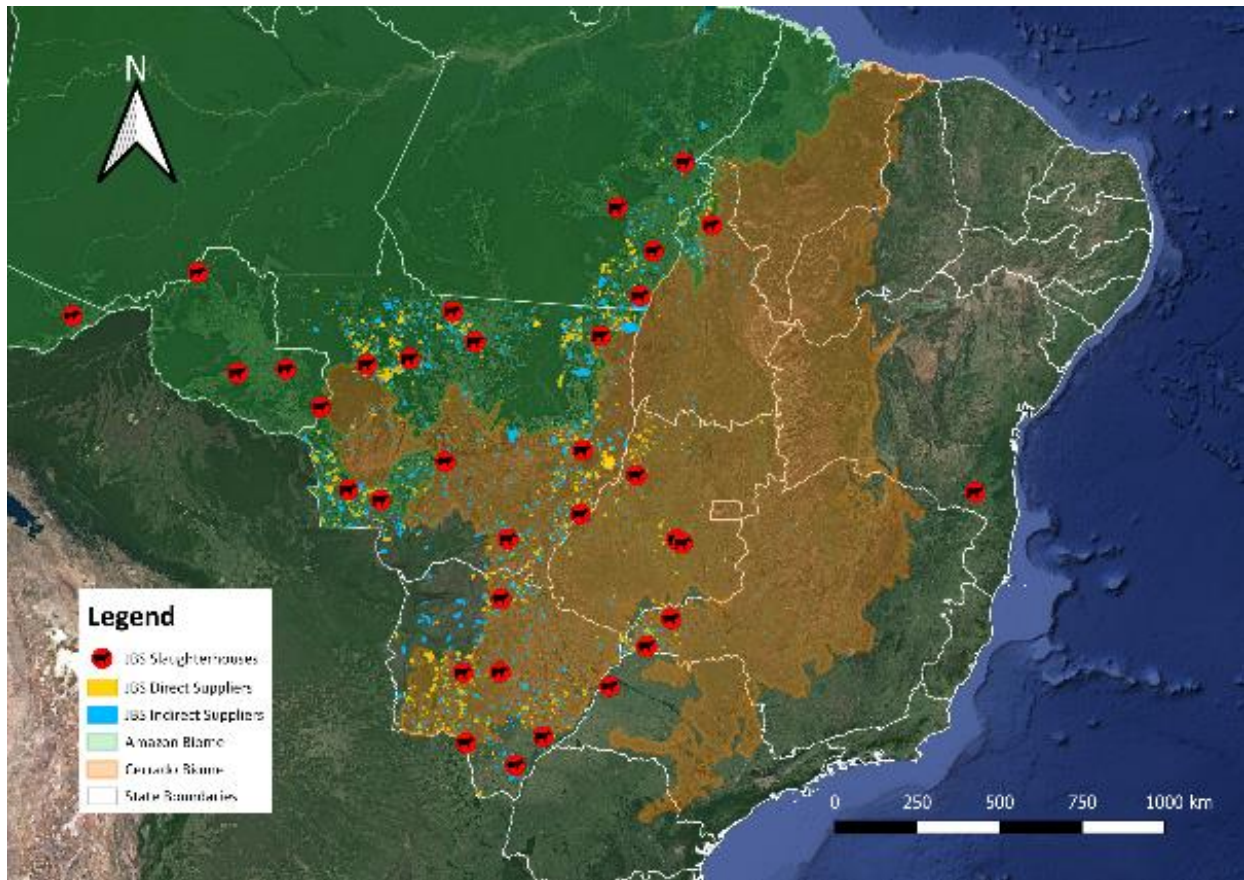 N
Legend
JBS Slaughterhouses
JBS Direct Suppliers
JBS Indirect Suppliers
Amazon Biome
Cerrado Biome
State Boundaries
0 250 500 750 1000 km